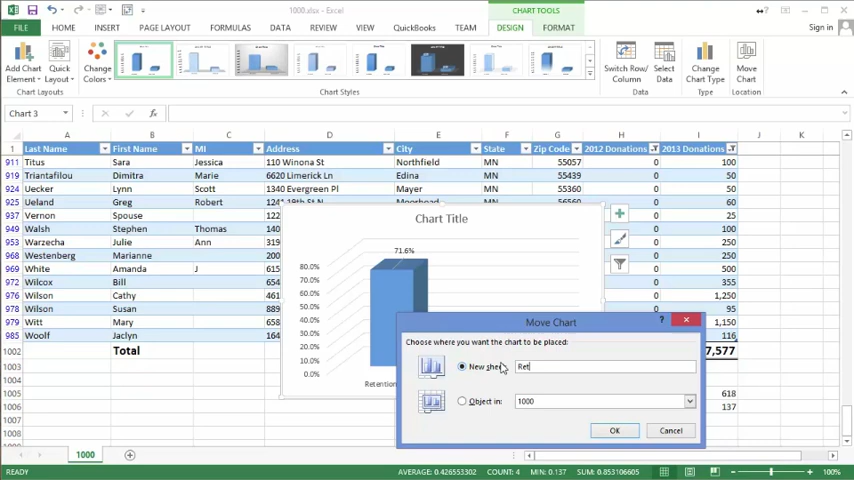 1000.xlsx - Excel
CHART TOOLS
FILE HOME INSERT PAGE LAYOUT FORMULAS DATA REVIEW VIEW QuickBooks TEAM DESIGN FORMAT Sign in
Add Chart Element Quick Layout Change Colors Switch Row/Column Select Data Change Chart Type Move Chart
Chart Layouts Chart Styles Data Type Location
Chart 3 fx
A B C D E F G H I J K
1 Last Name First Name MI Address City State Zip Code 2012 Donations 2013 Donations
911 Titus Sara Jessica 110 Winona St Northfield MN 55057 0 100
919 Triantafilou Dimitra Marie 6620 Limerick Ln Edina MN 55439 0 50
924 Uecker Lynn Scott 1340 Evergreen Pl Mayer MN 55360 0 50
925 Ueland Greg Robert Moorhead MN 56560 0 60
937 Vernon Spouse 25
949 Walsh Stephen Thomas 0 100
953 Warzecha Julie Ann 0 250
968 Westenberg Marianne 0 250
969 White Amanda J 0 500
972 Wilcox Bill 0 355
976 Wilson Cathy 0 1,250
978 Wilson Susan 0 95
979 Witt Mary 1,150
985 Woolf Jaclyn 116
1002 Total 7,577
1003
1005 618
1006 137
1007
1008
Chart Title
71.6%
80.0%
70.0%
60.0%
50.0%
40.0%
30.0%
20.0%
10.0%
0.0%
Retention
Move Chart
? ×
Choose where you want the chart to be placed:
New sheet: Ret
Object in: 1000
OK Cancel
1000
READY AVERAGE: 0.426553302 COUNT: 4 MIN: 0.137 SUM: 0.853106605 100%